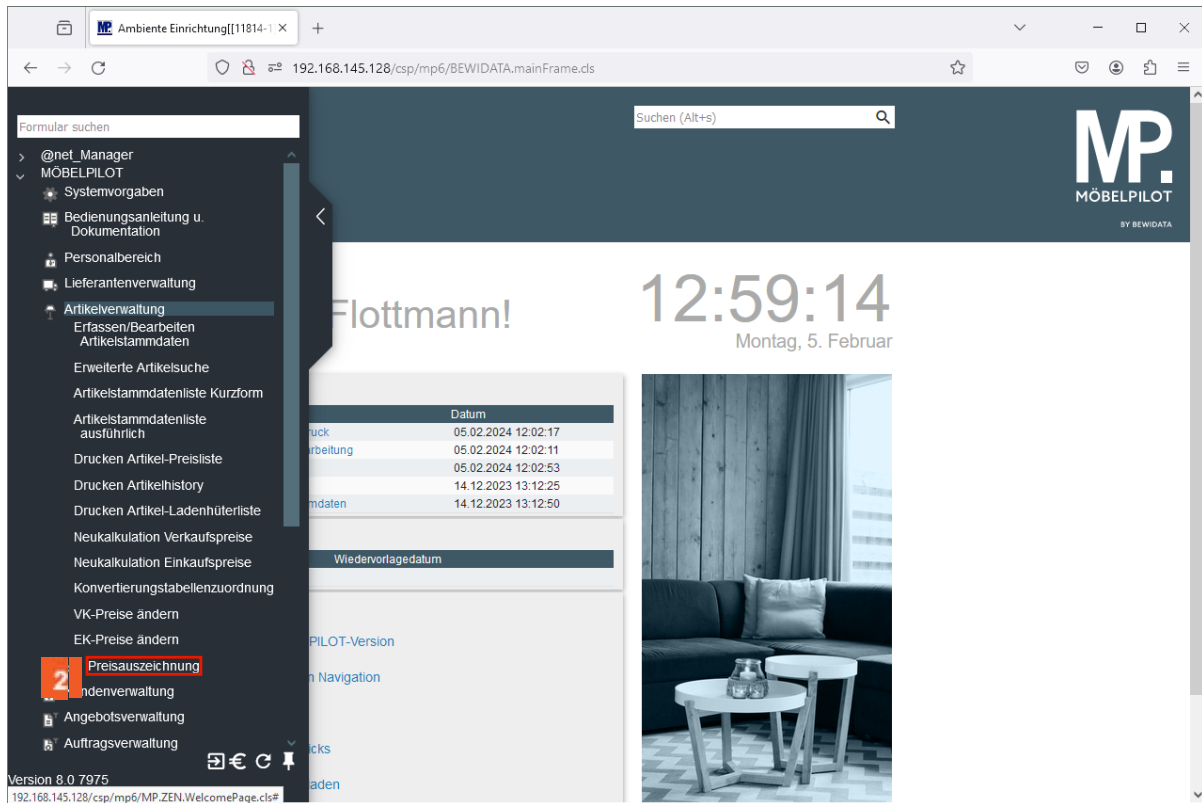 MP. Ambiente Einrichtung[[11814-1
192.168.145.128/csp/mp6/BEWIDATA.mainFrame.cls
Formular suchen
@net_Manager
MÖBELPILOT
Systemvorgaben
Bedienungsanleitung u.
Dokumentation
Personalbereich
Lieferantenverwaltung
Artikelverwaltung
Erfassen/Bearbeiten
Artikelstammdaten
Erweiterte Artikelsuche
Artikelstammdatenliste Kurzform
Artikelstammdatenliste
ausführlich
Drucken Artikel-Preisliste
Drucken Artikelhistory
Drucken Artikel-Ladenhüterliste
Neukalkulation Verkaufspreise
Neukalkulation Einkaufspreise
Konvertierungstabellenzuordnung
VK-Preise ändern
EK-Preise ändern
Preisauszeichnung
2
ndenverwaltung
Angebotsverwaltung
Auftragsverwaltung
€
Version 8.0 7975
192.168.145.128/csp/mp6/MP.ZEN.WelcomePage.cls#
Suchen (Alt+s)
MP.
MÖBELPILOT
BY BEWIDATA
Flottmann!
12:59:14
Montag, 5. Februar
Datum
ruck 05.02.2024 12:02:17
arbeitung 05.02.2024 12:02:11
05.02.2024 12:02:53
14.12.2023 13:12:25
mdaten 14.12.2023 13:12:50
Wiedervorlagedatum
PILOT-Version
n Navigation
icks
aden